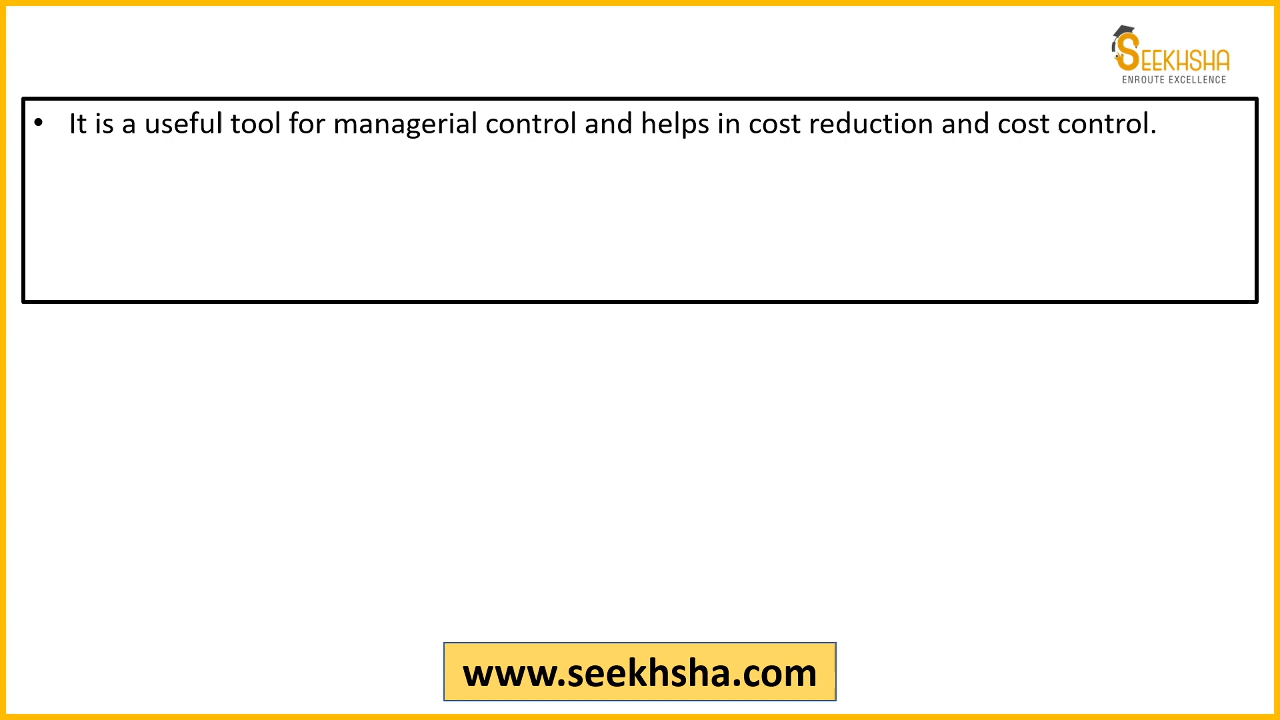 SEEKHSHA
ENROUTE EXCELLENCE
• It is a useful tool for managerial control and helps in cost reduction and cost control.
www.seekhsha.com